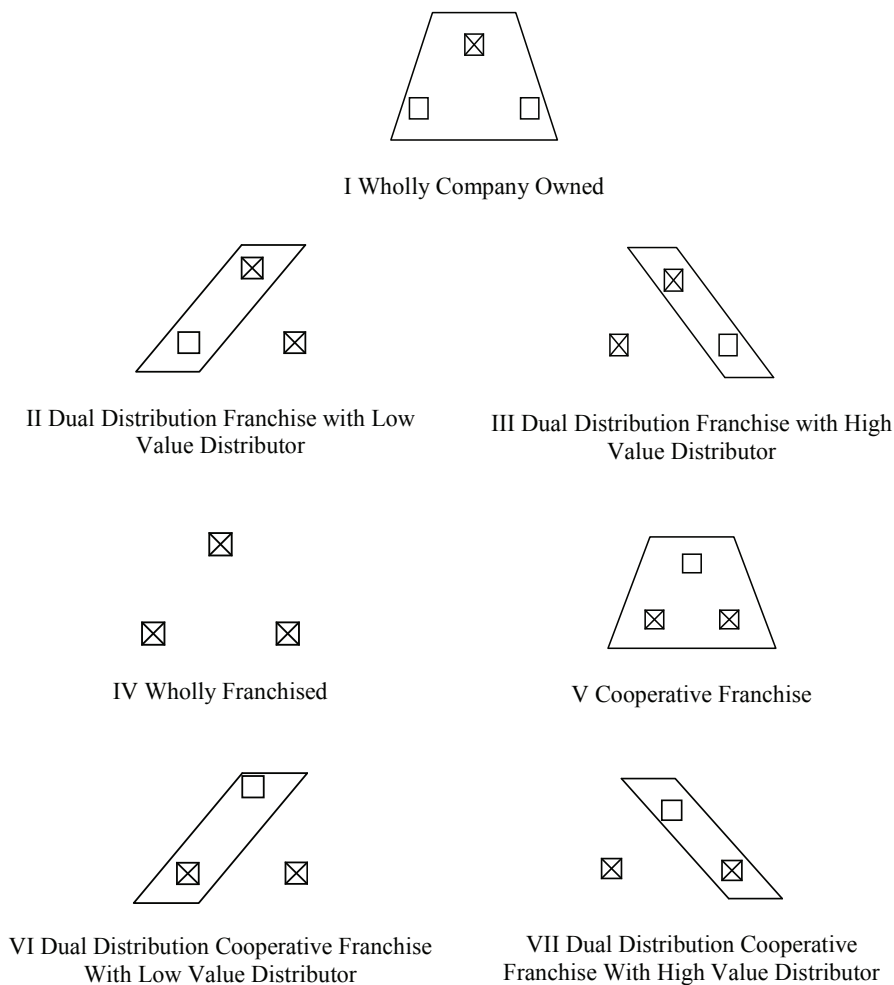 I Wholly Company Owned
II Dual Distribution Franchise with Low
Value Distributor
III Dual Distribution Franchise with High
Value Distributor
IV Wholly Franchised
V Cooperative Franchise
VI Dual Distribution Cooperative Franchise
With Low Value Distributor
VII Dual Distribution Cooperative
Franchise With High Value Distributor